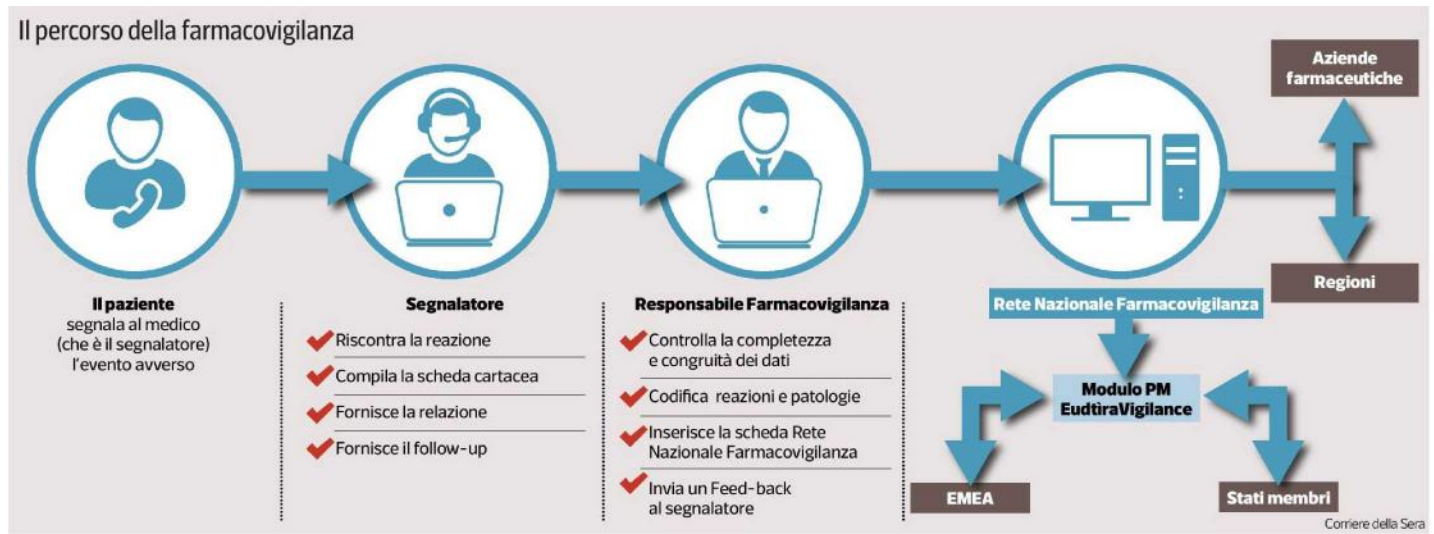 Il percorso della farmacovigilanza
Aziende
farmaceutiche
Regioni
Il paziente
segnala al medico
(che è il segnalatore)
l'evento avverso
Segnalatore
Riscontra la reazione
Compila la scheda cartacea
Fornisce la relazione
Fornisce il follow-up
Responsabile Farmacovigilanza
Controlla la completezza
e congruità dei dati
Codifica reazioni e patologie
Inserisce la scheda Rete
Nazionale Farmacovigilanza
Invia un Feed-back
al segnalatore
Rete Nazionale Farmacovigilanza
Modulo PM
EudtìraVigilance
EMEA
Stati membri
Corriere della Sera